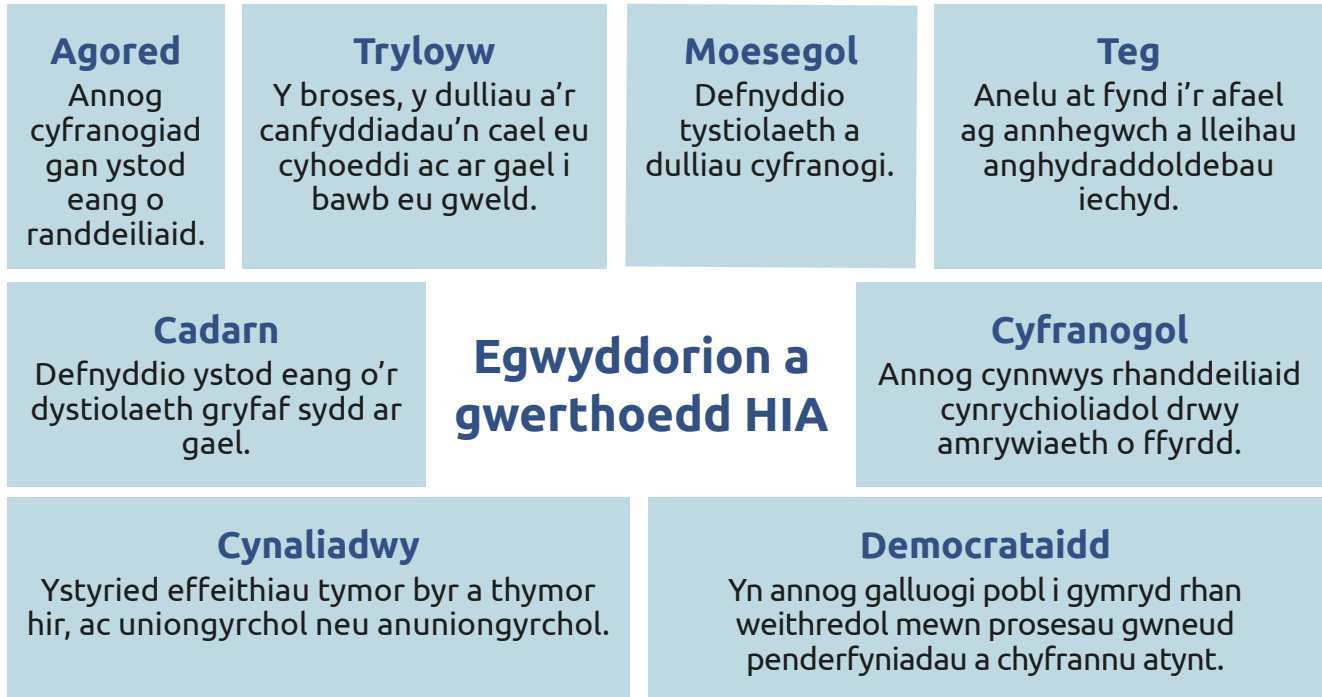 Agored
Annog
cyfranogiad
gan ystod
eang o
randdeiliaid.
Tryloyw
Y broses, y dulliau a’r
canfyddiadau’n cael eu
cyhoeddi ac ar gael i
bawb eu gweld.
Moesegol
Defnyddio
tystiolaeth a
dulliau cyfranogi.
Teg
Anelu at fynd i’r afael
ag annhegwch a lleihau
anghydraddoldebau
iechyd.
Cadarn
Defnyddio ystod eang o’r
dystiolaeth gryfaf sydd ar
gael.
Egwyddorion a
gwerthoedd HIA
Cyfranogol
Annog cynnwys rhanddeiliaid
cynrychioliadol drwy
amrywiaeth o ffyrdd.
Cynaliadwy
Ystyried effeithiau tymor byr a thymor
hir, ac uniongyrchol neu anuniongyrchol.
Democrataidd
Yn annog galluogi pobl i gymryd rhan
weithredol mewn prosesau gwneud
penderfyniadau a chyfrannu atynt.